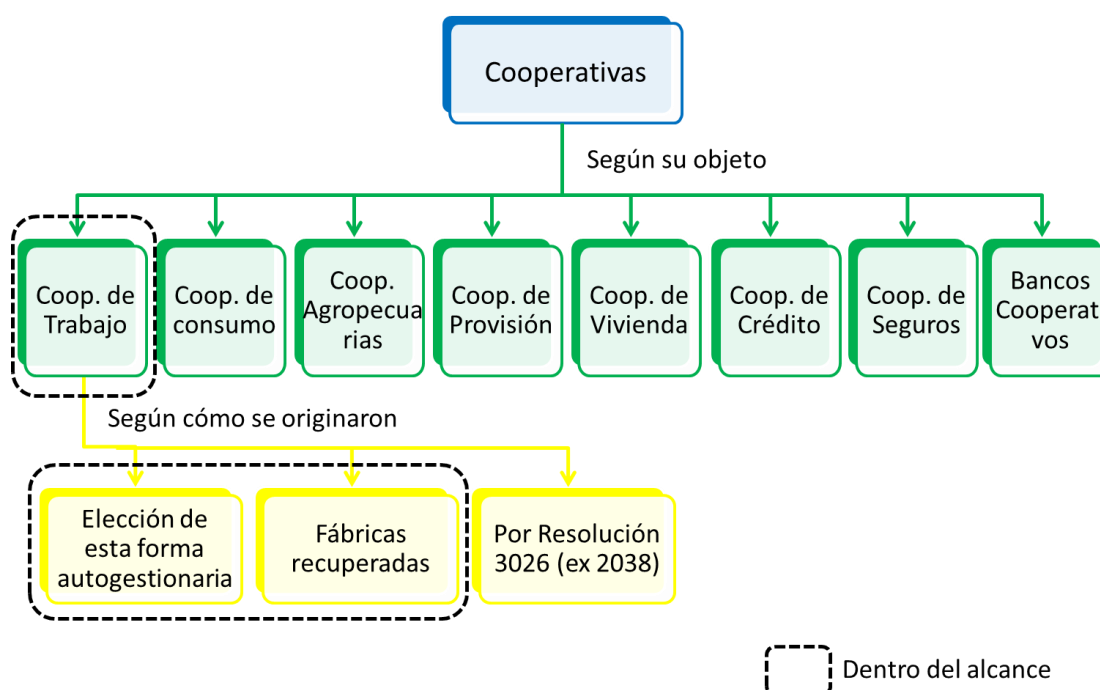 Cooperativas
Según su objeto
Coop. de
Trabajo
Coop. de
consumo
Coop.
Agropecua
rias
Coop. de
Provisión
Coop. de
Vivienda
Coop. de
Crédito
Coop. de
Seguros
Bancos
Cooperat
vos
Según cómo se originaron
Elección de
esta forma
autogestionaria
Fábricas
recuperadas
Por Resolución
3026 (ex 2038)
Dentro del alcance